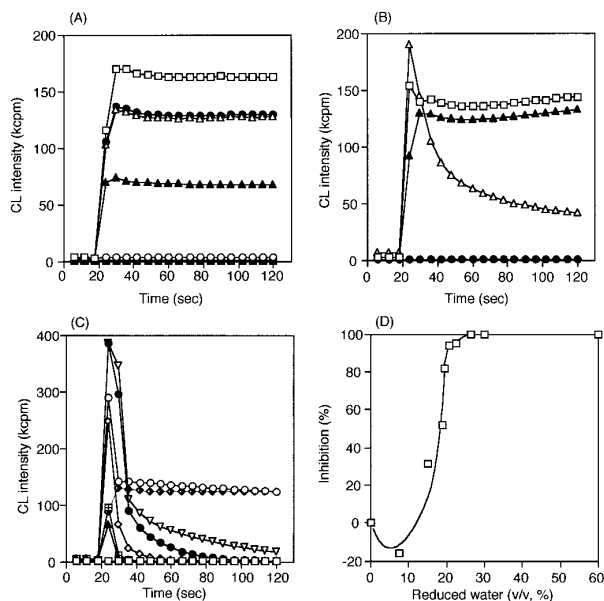 (A)
(B)
CL intensity (kcpm)
200
150
100
50
0
0 20 40 60 80 100 120
Time (sec)
CL intensity (kcpm)
200
150
100
50
0
0 20 40 60 80 100 120
Time (sec)
(C)
(D)
CL intensity (kcpm)
400
300
200
100
0
0 20 40 60 80 100 120
Time (sec)
Inhibition (%)
100
80
60
40
20
0
-20
0 10 20 30 40 50 60
Reduced water (v/v, %)